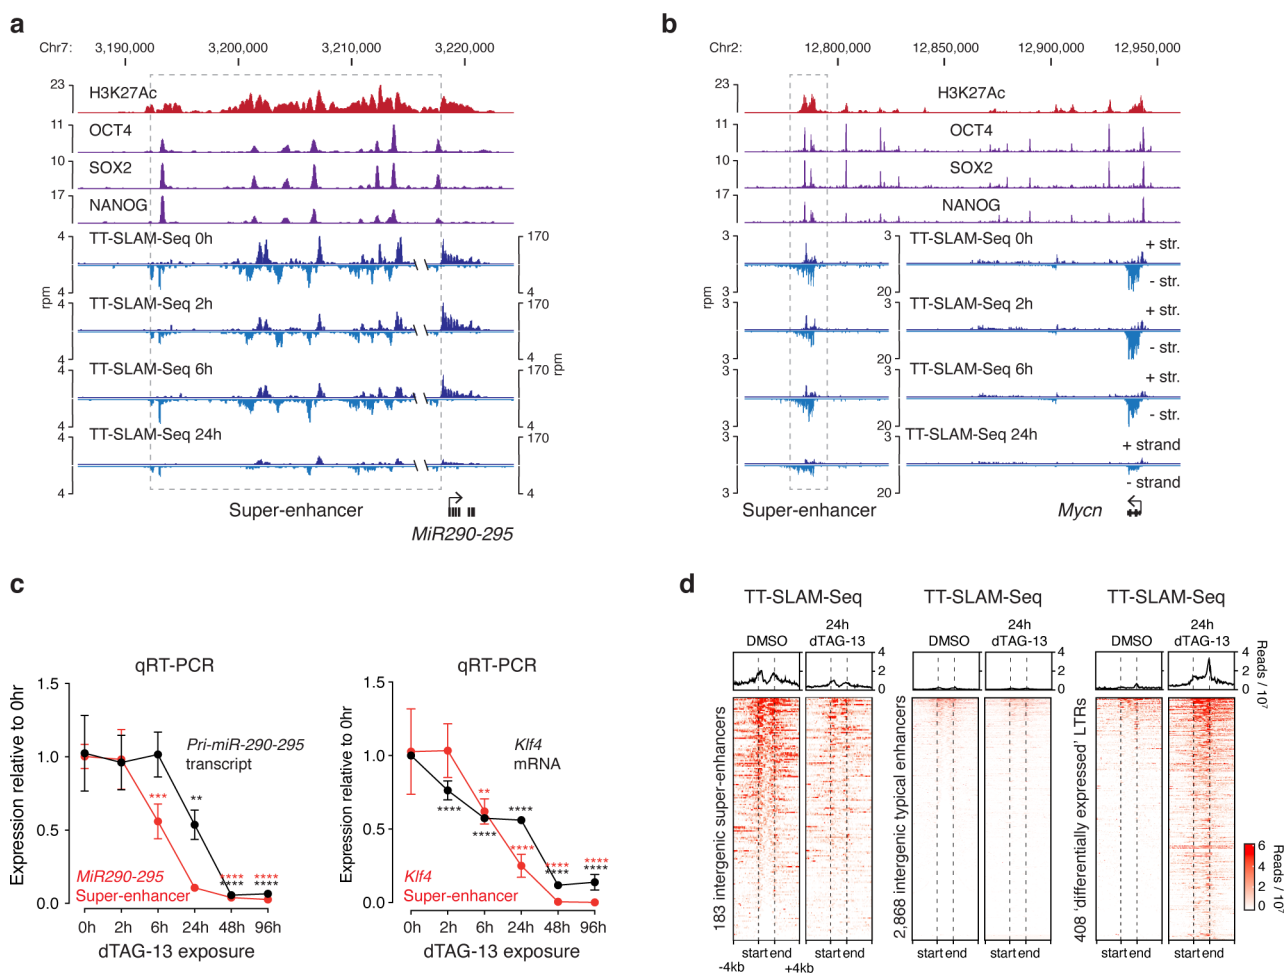 a
Chr7: 3,190,000 3,200,000 3,210,000 3,220,000
23
H3K27Ac
11
OCT4
10
SOX2
17
NANOG
4 TT-SLAM-Seq 0h 170
rpm
4 4
4 TT-SLAM-Seq 2h 170
4 4
rpm
4 TT-SLAM-Seq 6h 170
4 4
4 TT-SLAM-Seq 24h 170
4 4
Super-enhancer
MiR290-295
b
Chr2: 12,800,000 12,850,000 12,900,000 12,950,000
23
H3K27Ac
11
OCT4
10
SOX2
17
NANOG
3 3 TT-SLAM-Seq 0h
+ str.
- str.
rpm
3 20
3 3 TT-SLAM-Seq 2h
+ str.
- str.
3 20
3 3 TT-SLAM-Seq 6h
+ str.
- str.
3 20
3 3 TT-SLAM-Seq 24h
+ strand
- strand
3 20
Super-enhancer
Mycn
c
qRT-PCR
Expression relative to 0hr
1.5
1.0
0.5
0.0
Pri-miR-290-295
transcript
***
**
****
****
****
****
MiR290-295
Super-enhancer
0h 2h 6h 24h 48h 96h
dTAG-13 exposure
qRT-PCR
Expression relative to 0hr
1.5
1.0
0.5
0.0
Klf4
mRNA
****
**
****
****
****
****
****
****
****
Klf4
Super-enhancer
0h 2h 6h 24h 48h 96h
dTAG-13 exposure
d
TT-SLAM-Seq
DMSO
24h
dTAG-13
4
2
0
183 intergenic super-enhancers
start end start end
-4kb +4kb
TT-SLAM-Seq
DMSO
24h
dTAG-13
4
2
0
2,868 intergenic typical enhancers
start end start end
TT-SLAM-Seq
DMSO
24h
dTAG-13
4
2
0
Reads / 10⁷
408 'differentially expressed' LTRs
start end start end
6
4
2
0
Reads / 10⁷